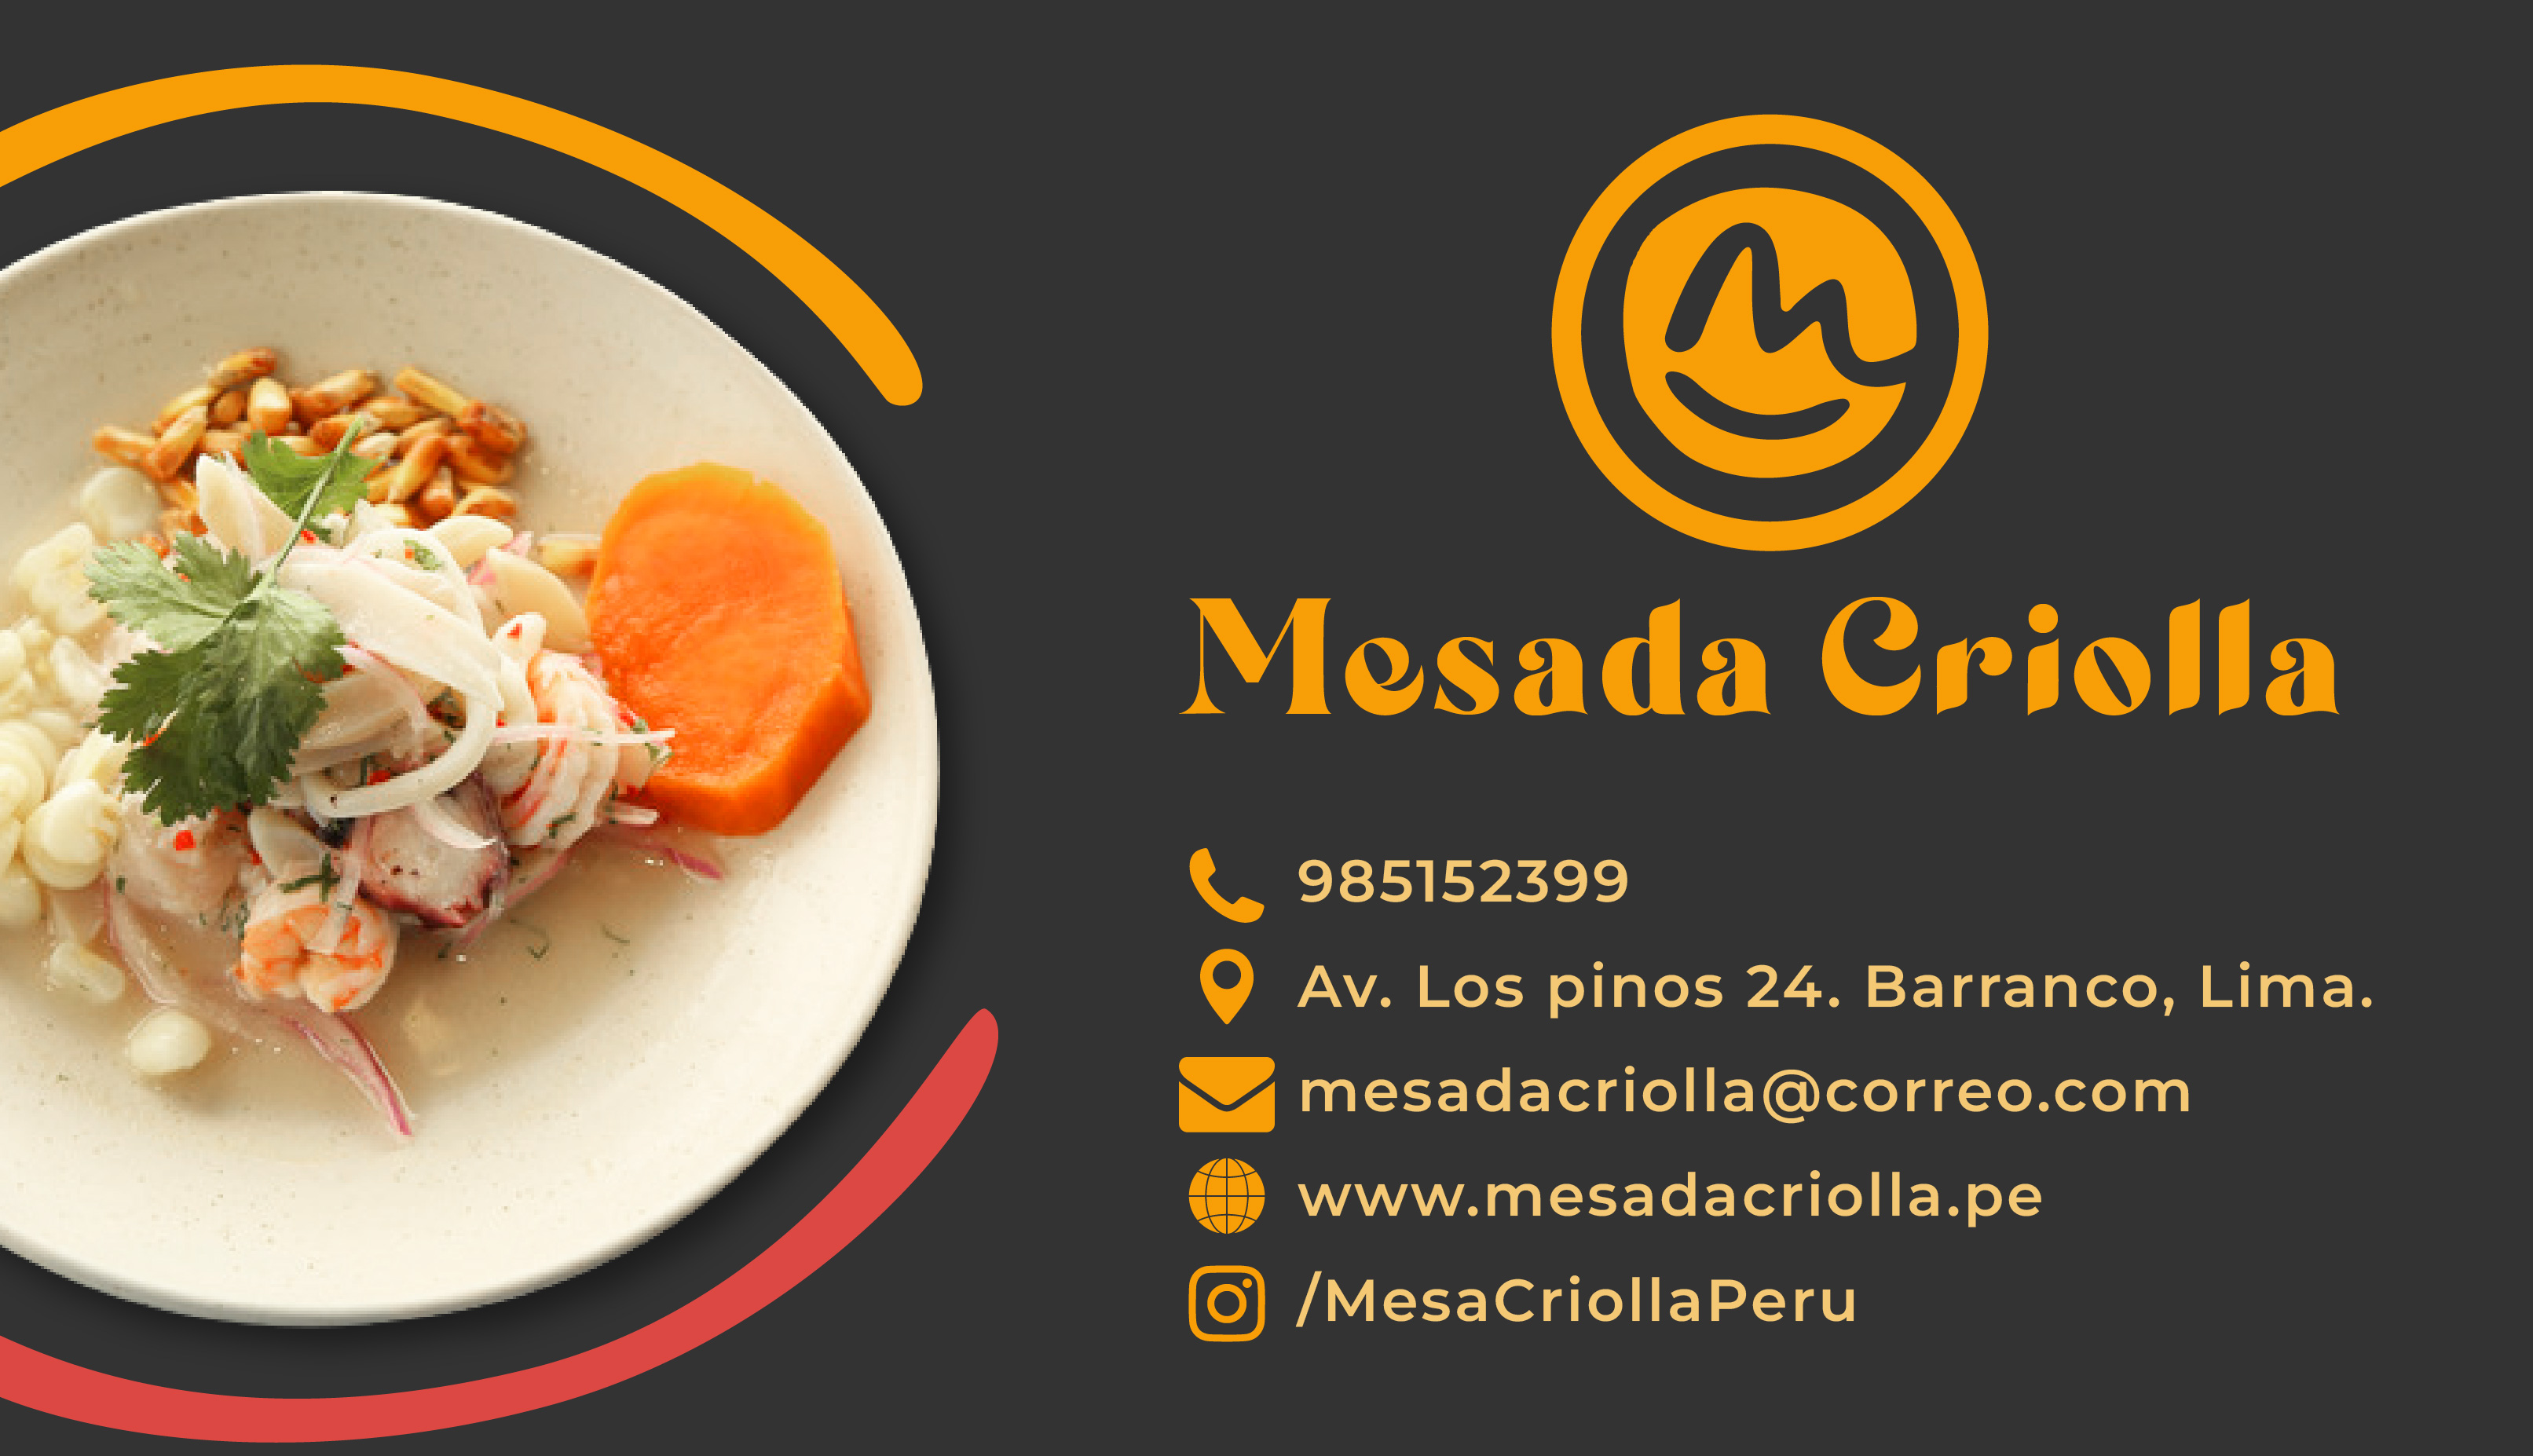 Mesada Criolla
985152399
Av. Los pinos 24. Barranco, Lima.
mesadacriolla@correo.com
www.mesadacriolla.pe
/MesaCriollaPeru